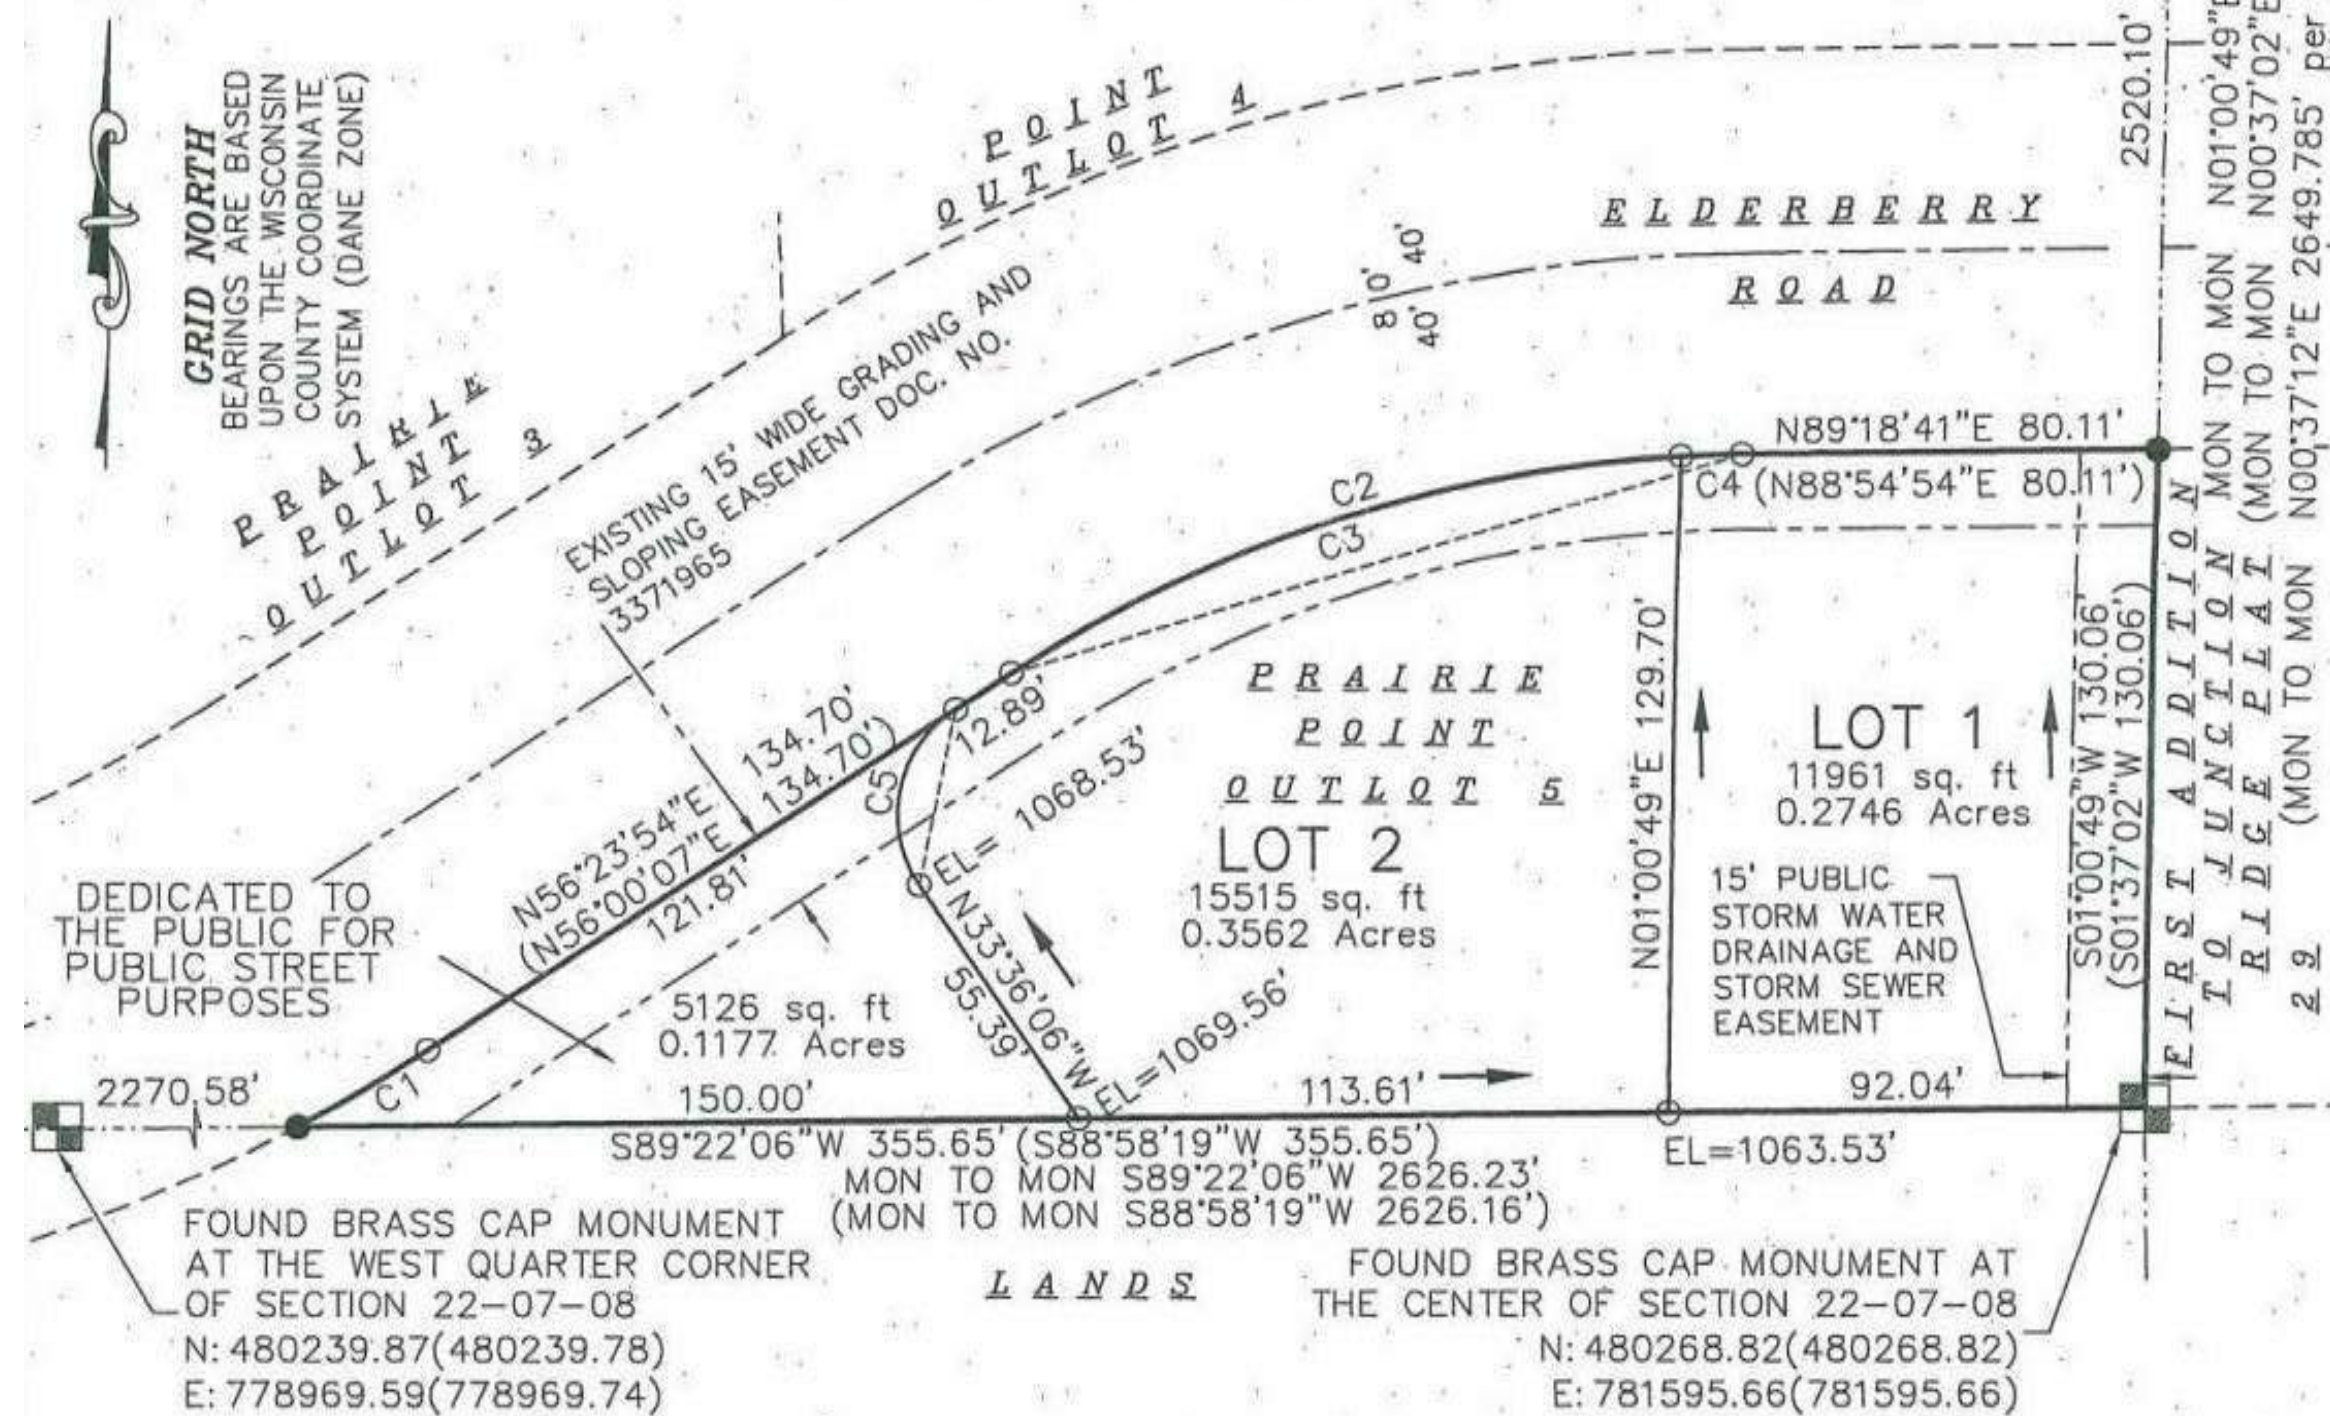 GRID NORTH
BEARINGS ARE BASED
UPON THE WISCONSIN
COUNTY COORDINATE
SYSTEM (DANE ZONE)
POINT
OUTLOT 4
PRAIRIE
POINT
OUTLOT 3
ELDERBERRY
ROAD
80'
40'
40'
EXISTING 15' WIDE GRADING AND
SLOPING EASEMENT DOC. NO.
3371965
2520.10'
N89°18'41"E 80.11'
C4 (N88°54'54"E 80.11')
C2
C3
12.89'
134.70'
134.70')
N56°23'54"E
(N56°00'07"E
121.81'
C5
C1
DEDICATED TO
THE PUBLIC FOR
PUBLIC STREET
PURPOSES
5126 sq. ft
0.1177 Acres
EL= 1068.53'
N33°36'06"W
55.39'
EL=1069.56'
PRAIRIE
POINT
OUTLOT 5
LOT 2
15515 sq. ft
0.3562 Acres
N01°00'49"E 129.70'
LOT 1
11961 sq. ft
0.2746 Acres
15' PUBLIC
STORM WATER
DRAINAGE AND
STORM SEWER
EASEMENT
S01°00'49"W 130.06'
(S01°37'02"W 130.06')
FIRST ADDITION
TO JUNCTION
RIDGE PLAT
29
MON TO MON N01°00'49"E
(MON TO MON N00°37'02"E
(MON TO MON N00°37'12"E 2649.785' per
2270.58'
150.00'
113.61'
92.04'
S89°22'06"W 355.65' (S88°58'19"W 355.65')
MON TO MON S89°22'06"W 2626.23'
(MON TO MON S88°58'19"W 2626.16')
EL=1063.53'
FOUND BRASS CAP MONUMENT
AT THE WEST QUARTER CORNER
OF SECTION 22-07-08
N: 480239.87(480239.78)
E: 778969.59(778969.74)
LANDS
FOUND BRASS CAP MONUMENT AT
THE CENTER OF SECTION 22-07-08
N: 480268.82(480268.82)
E: 781595.66(781595.66)